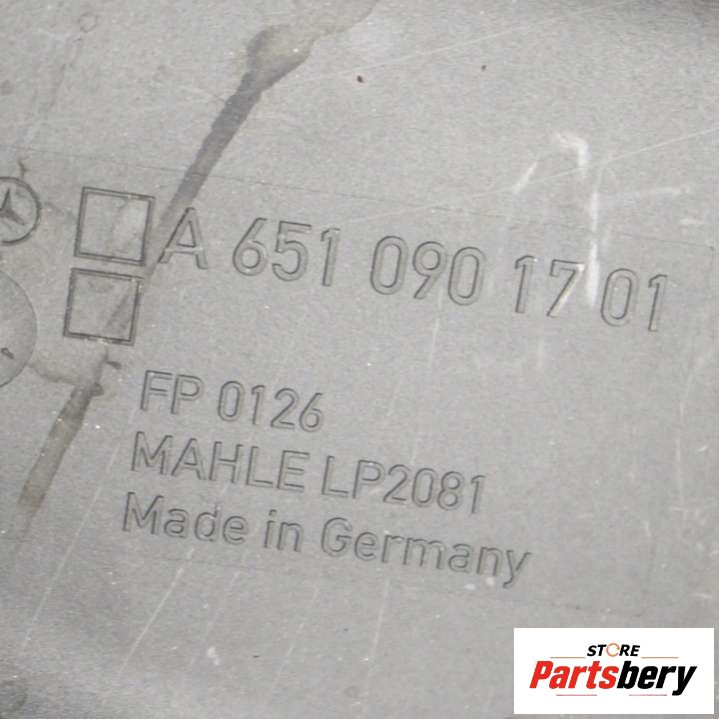 A 651 090 17 01
FP 0126
MAHLE LP2081
Made in Germany
STORE
Partsbery